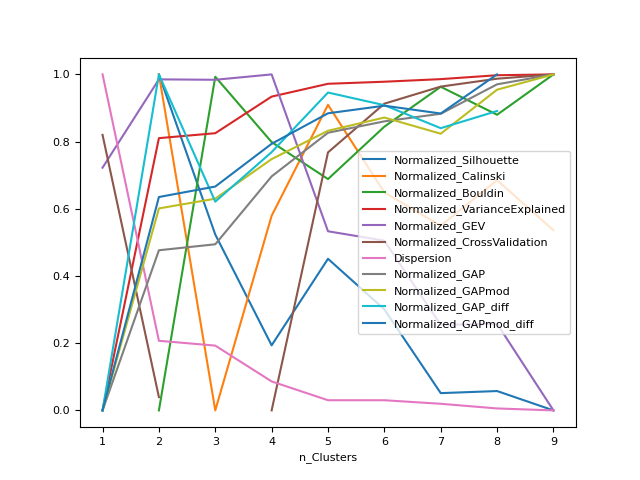 1.0
0.8
0.6
0.4
0.2
0.0
Normalized_Silhouette
Normalized_Calinski
Normalized_Bouldin
Normalized_VarianceExplained
Normalized_GEV
Normalized_CrossValidation
Dispersion
Normalized_GAP
Normalized_GAPmod
Normalized_GAP_diff
Normalized_GAPmod_diff
1 2 3 4 5 6 7 8 9
n_Clusters